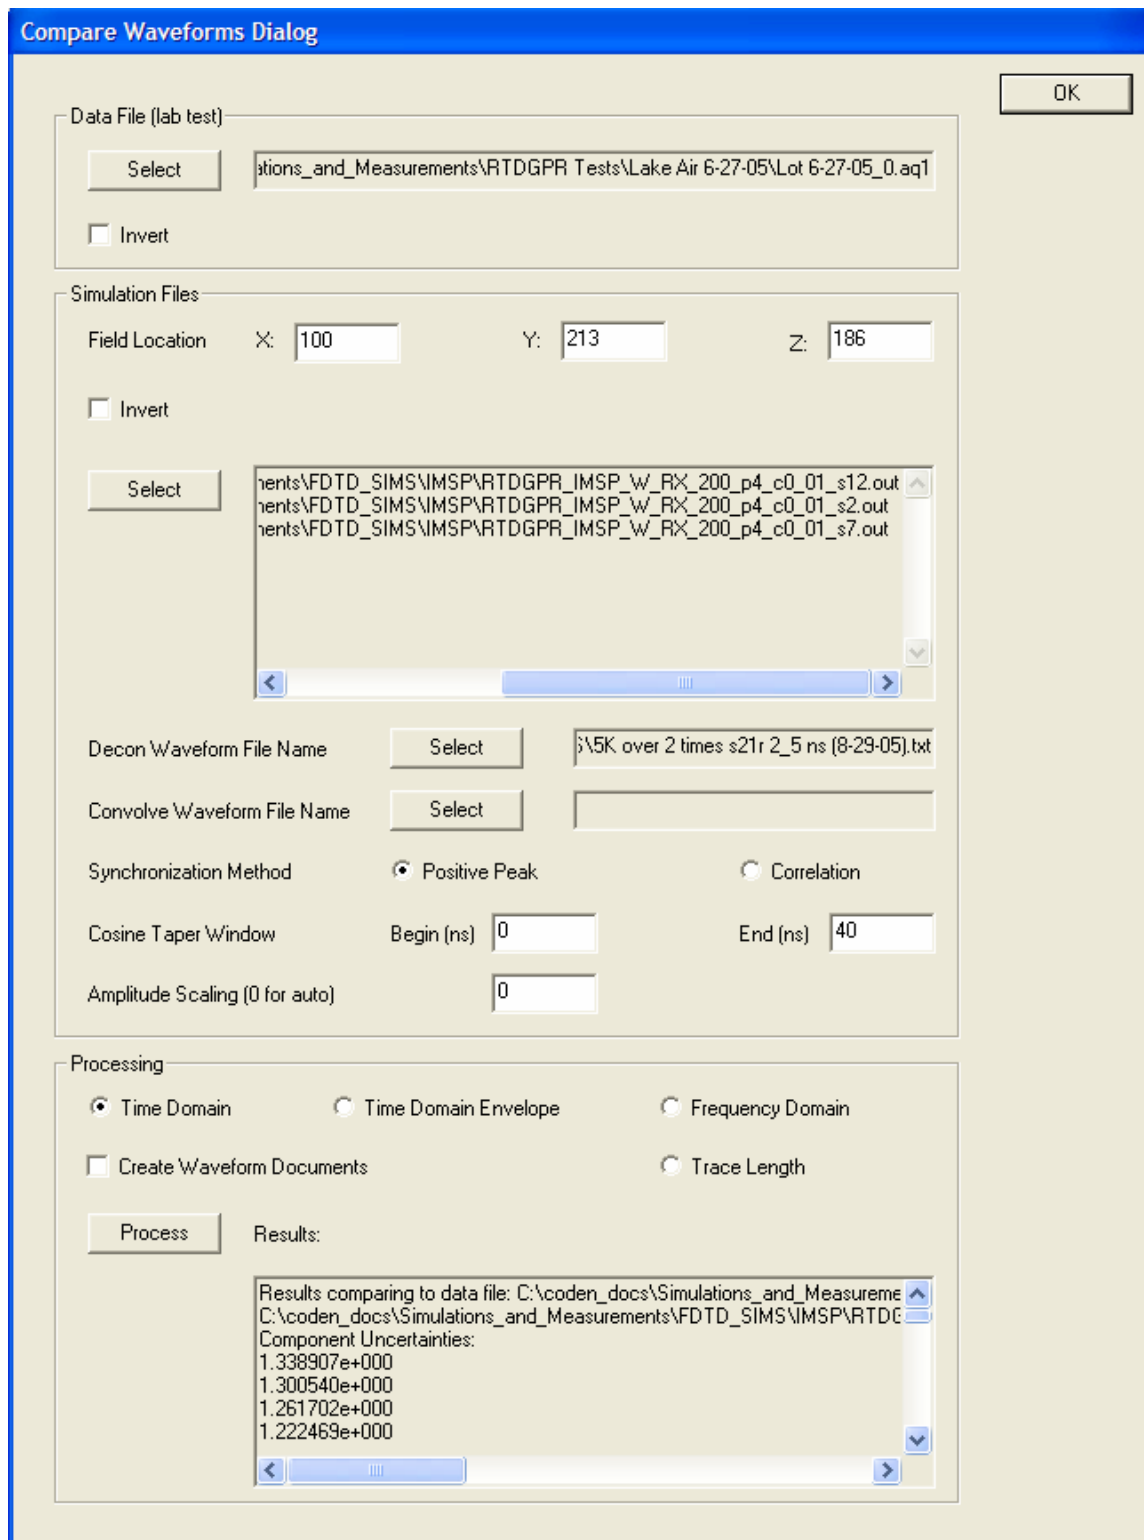 Compare Waveforms Dialog
OK
Data File (lab test)
Select
ations_and_Measurements\RTDGPR Tests\Lake Air 6-27-05\Lot 6-27-05_0.aq1
Invert
Simulation Files
Field Location X: 100 Y: 213 Z: 186
Invert
Select
nents\FDTD_SIMS\IMSP\RTDGPR_IMSP_W_RX_200_p4_c0_01_s12.out
nents\FDTD_SIMS\IMSP\RTDGPR_IMSP_W_RX_200_p4_c0_01_s2.out
nents\FDTD_SIMS\IMSP\RTDGPR_IMSP_W_RX_200_p4_c0_01_s7.out
Decon Waveform File Name Select \5K over 2 times s21r 2_5 ns (8-29-05).txt
Convolve Waveform File Name Select
Synchronization Method Positive Peak Correlation
Cosine Taper Window Begin (ns) 0 End (ns) 40
Amplitude Scaling (0 for auto) 0
Processing
Time Domain Time Domain Envelope Frequency Domain
Create Waveform Documents Trace Length
Process Results:
Results comparing to data file: C:\coden_docs\Simulations_and_Measureme
C:\coden_docs\Simulations_and_Measurements\FDTD_SIMS\IMSP\RTDG
Component Uncertainties:
1.338907e+000
1.300540e+000
1.261702e+000
1.222469e+000